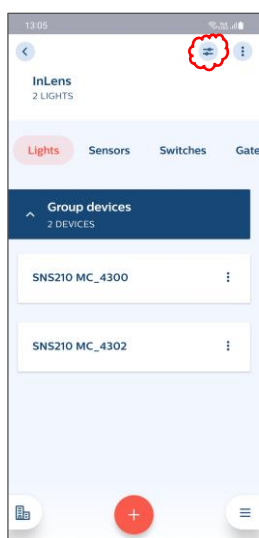 13:05
InLens
2 LIGHTS
Lights Sensors Switches Gate
Group devices
2 DEVICES
SNS210 MC_4300
SNS210 MC_4302